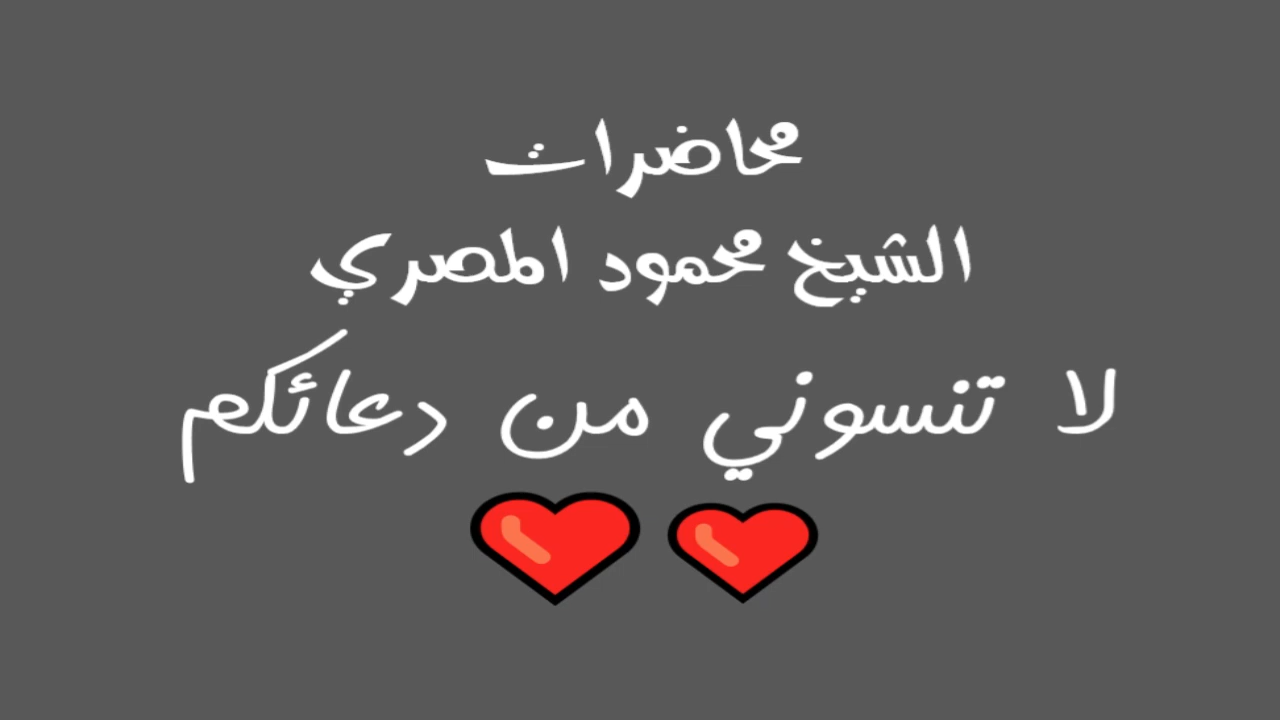 محاضرات
الشيخ محمود المصري
لا تنسوني من دعائكم